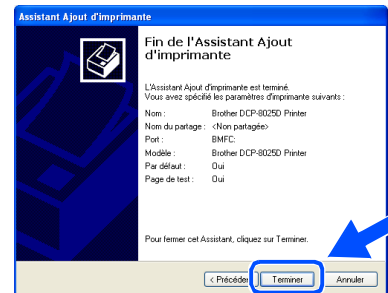 Assistant Ajout d'imprimante
Fin de l'Assistant Ajout
d'imprimante
L'Assistant Ajout d'imprimante est terminé.
Vous avez spécifié les paramètres d'imprimante suivants :
Nom : Brother DCP-8025D Printer
Nom du partage : <Non partagée>
Port : BMFC:
Modèle : Brother DCP-8025D Printer
Par défaut : Oui
Page de test : Oui
Pour fermer cet Assistant, cliquez sur Terminer.
< Précéden Terminer Annuler